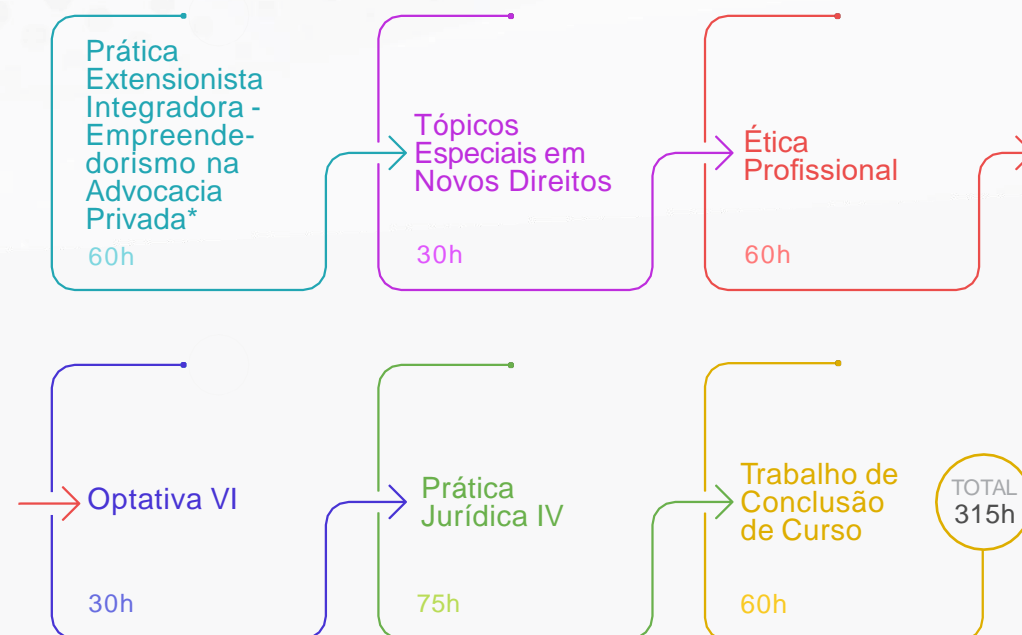 Prática
Extensionista
Integradora -
Empreende-
dorismo na
Advocacia
Privada*
60h
Tópicos
Especiais em
Novos Direitos
30h
Ética
Profissional
60h
Optativa VI
30h
Prática
Jurídica IV
75h
Trabalho de
Conclusão
de Curso
60h
TOTAL
315h